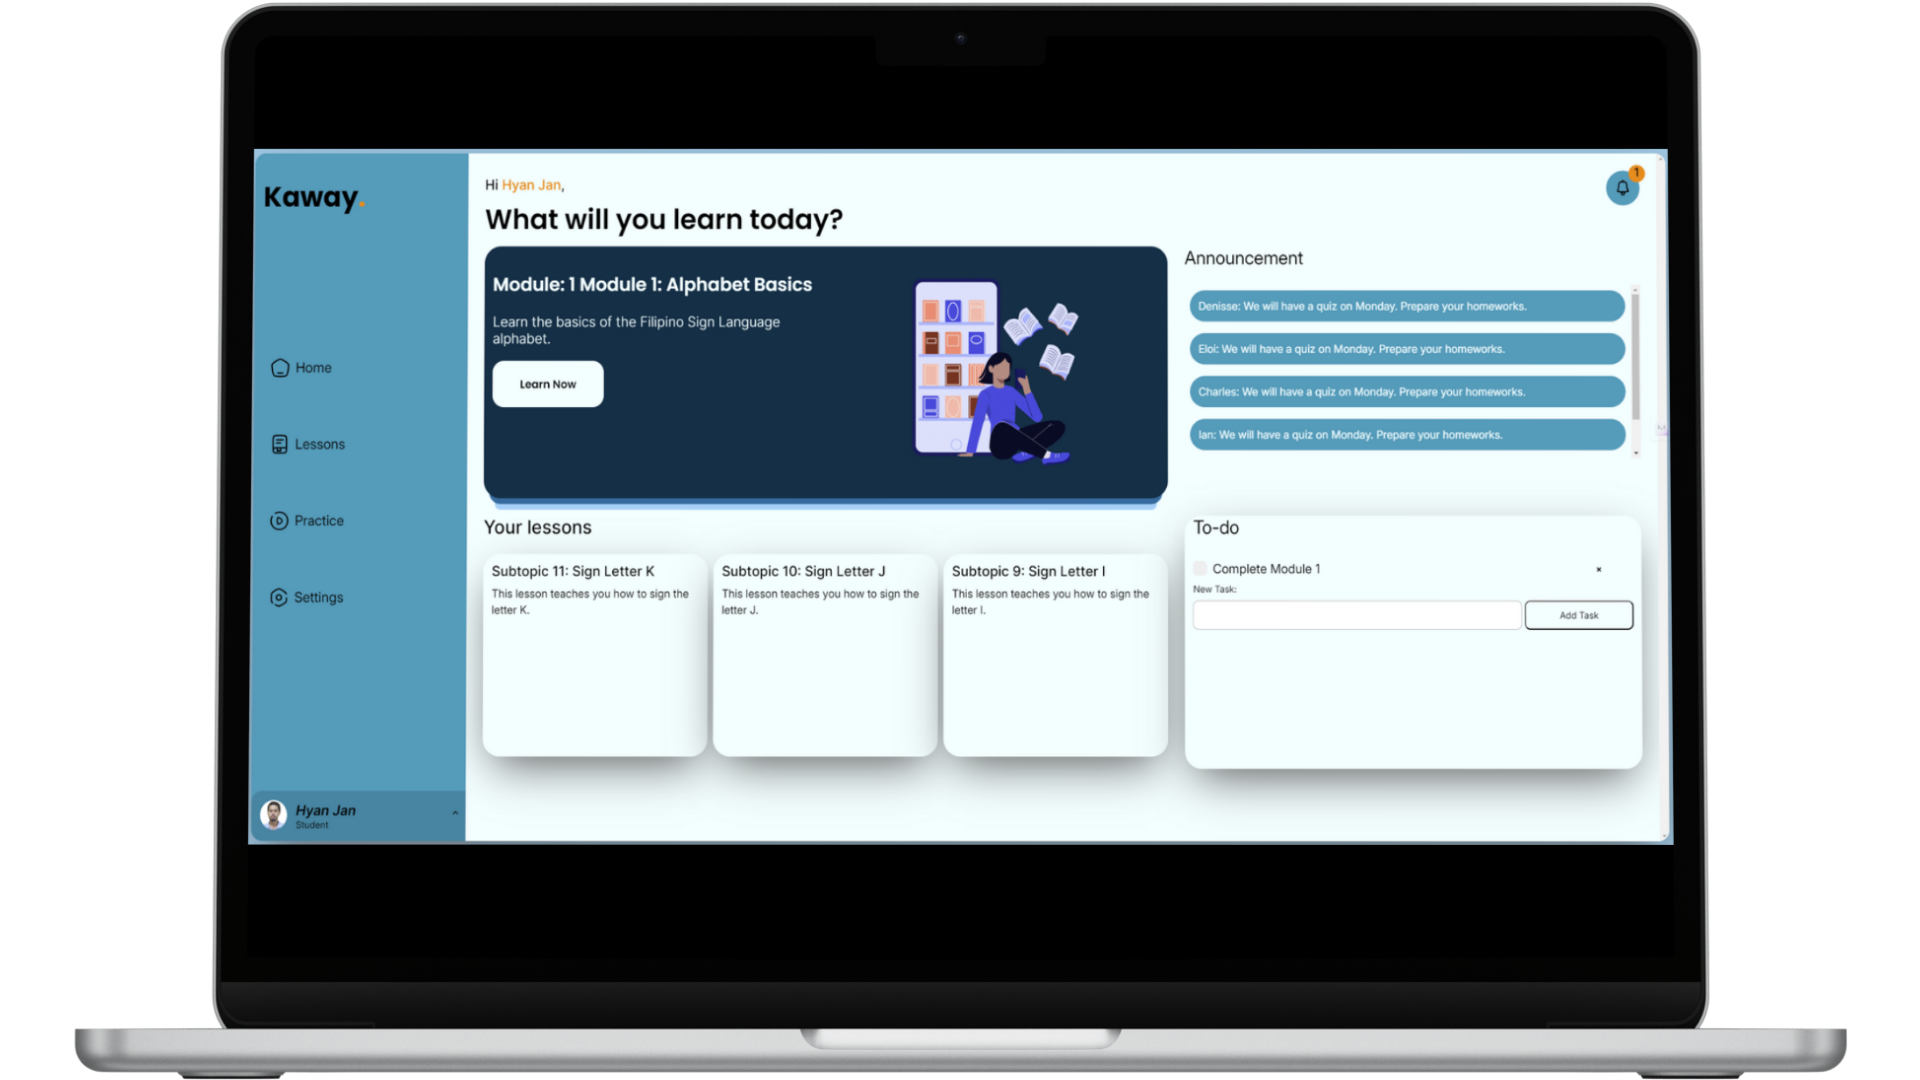 Kaway.
Home
Lessons
Practice
Settings
Hyan Jan
Student
Hi Hyan Jan,
What will you learn today?
Module: 1 Module 1: Alphabet Basics
Learn the basics of the Filipino Sign Language
alphabet.
Learn Now
Your lessons
Subtopic 11: Sign Letter K
This lesson teaches you how to sign the
letter K.
Subtopic 10: Sign Letter J
This lesson teaches you how to sign the
letter J.
Subtopic 9: Sign Letter I
This lesson teaches you how to sign the
letter I.
1
Announcement
Denisse: We will have a quiz on Monday. Prepare your homeworks.
Eloi: We will have a quiz on Monday. Prepare your homeworks.
Charles: We will have a quiz on Monday. Prepare your homeworks.
Ian: We will have a quiz on Monday. Prepare your homeworks.
To-do
Complete Module 1
New Task:
Add Task